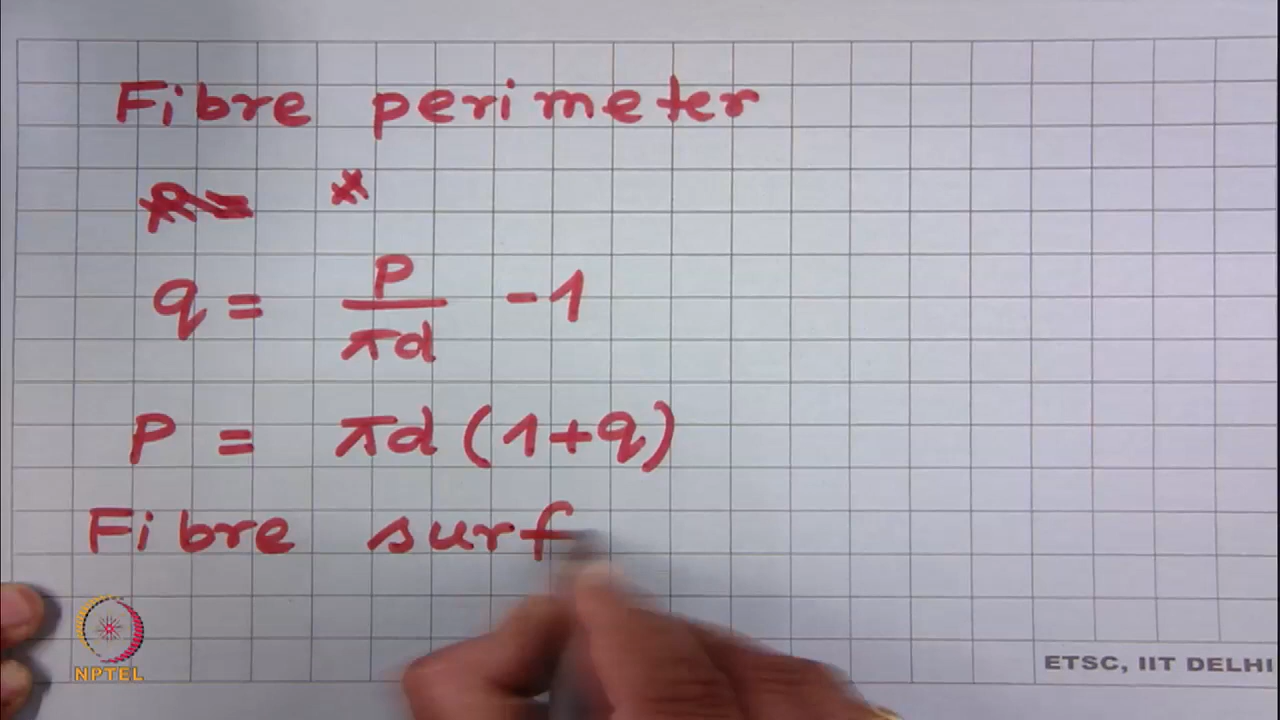 Fibre perimeter
q = p/πd - 1
p = πd (1+q)
Fibre surf
NPTEL
ETSC, IIT DELHI